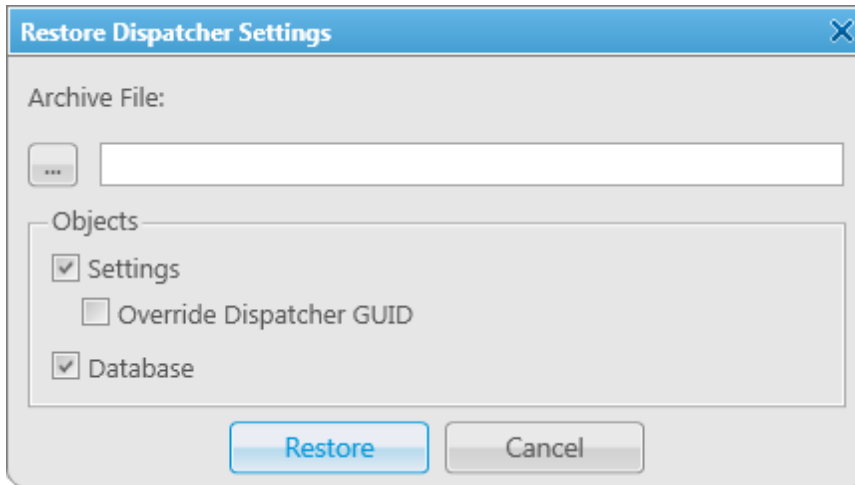 Restore Dispatcher Settings
Archive File:
...
Objects
Settings
Override Dispatcher GUID
Database
Restore Cancel